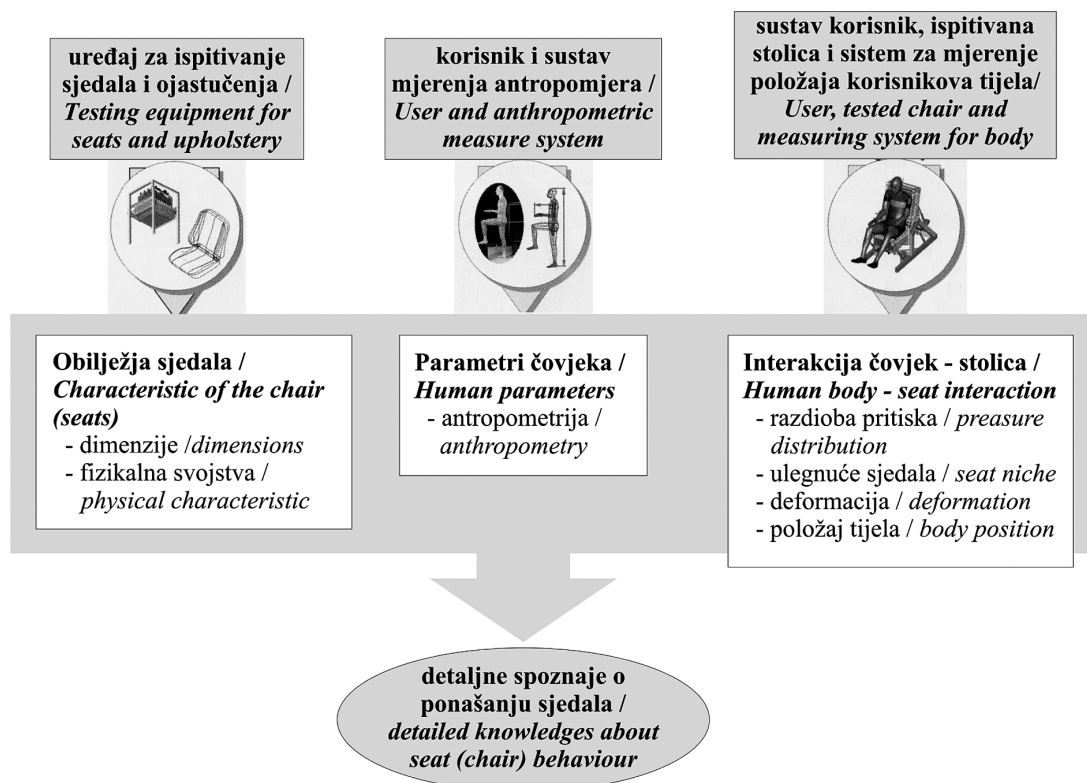 uređaj za ispitivanje
sjedala i ojastučenja /
Testing equipment for
seats and upholstery
korisnik i sustav
mjerenja antropomjera /
User and anthropometric
measure system
sustav korisnik, ispitivana
stolica i sistem za mjerenje
položaja korisnikova tijela/
User, tested chair and
measuring system for body
Obilježja sjedala /
Characteristic of the chair
(seats)
- dimenzije /dimensions
- fizikalna svojstva /
physical characteristic
Parametri čovjeka /
Human parameters
- antropometrija /
anthropometry
Interakcija čovjek - stolica /
Human body - seat interaction
- razdioba pritiska / preasure
distribution
- ulegnuće sjedala / seat niche
- deformacija / deformation
- položaj tijela / body position
detaljne spoznaje o
ponašanju sjedala /
detailed knowledges about
seat (chair) behaviour